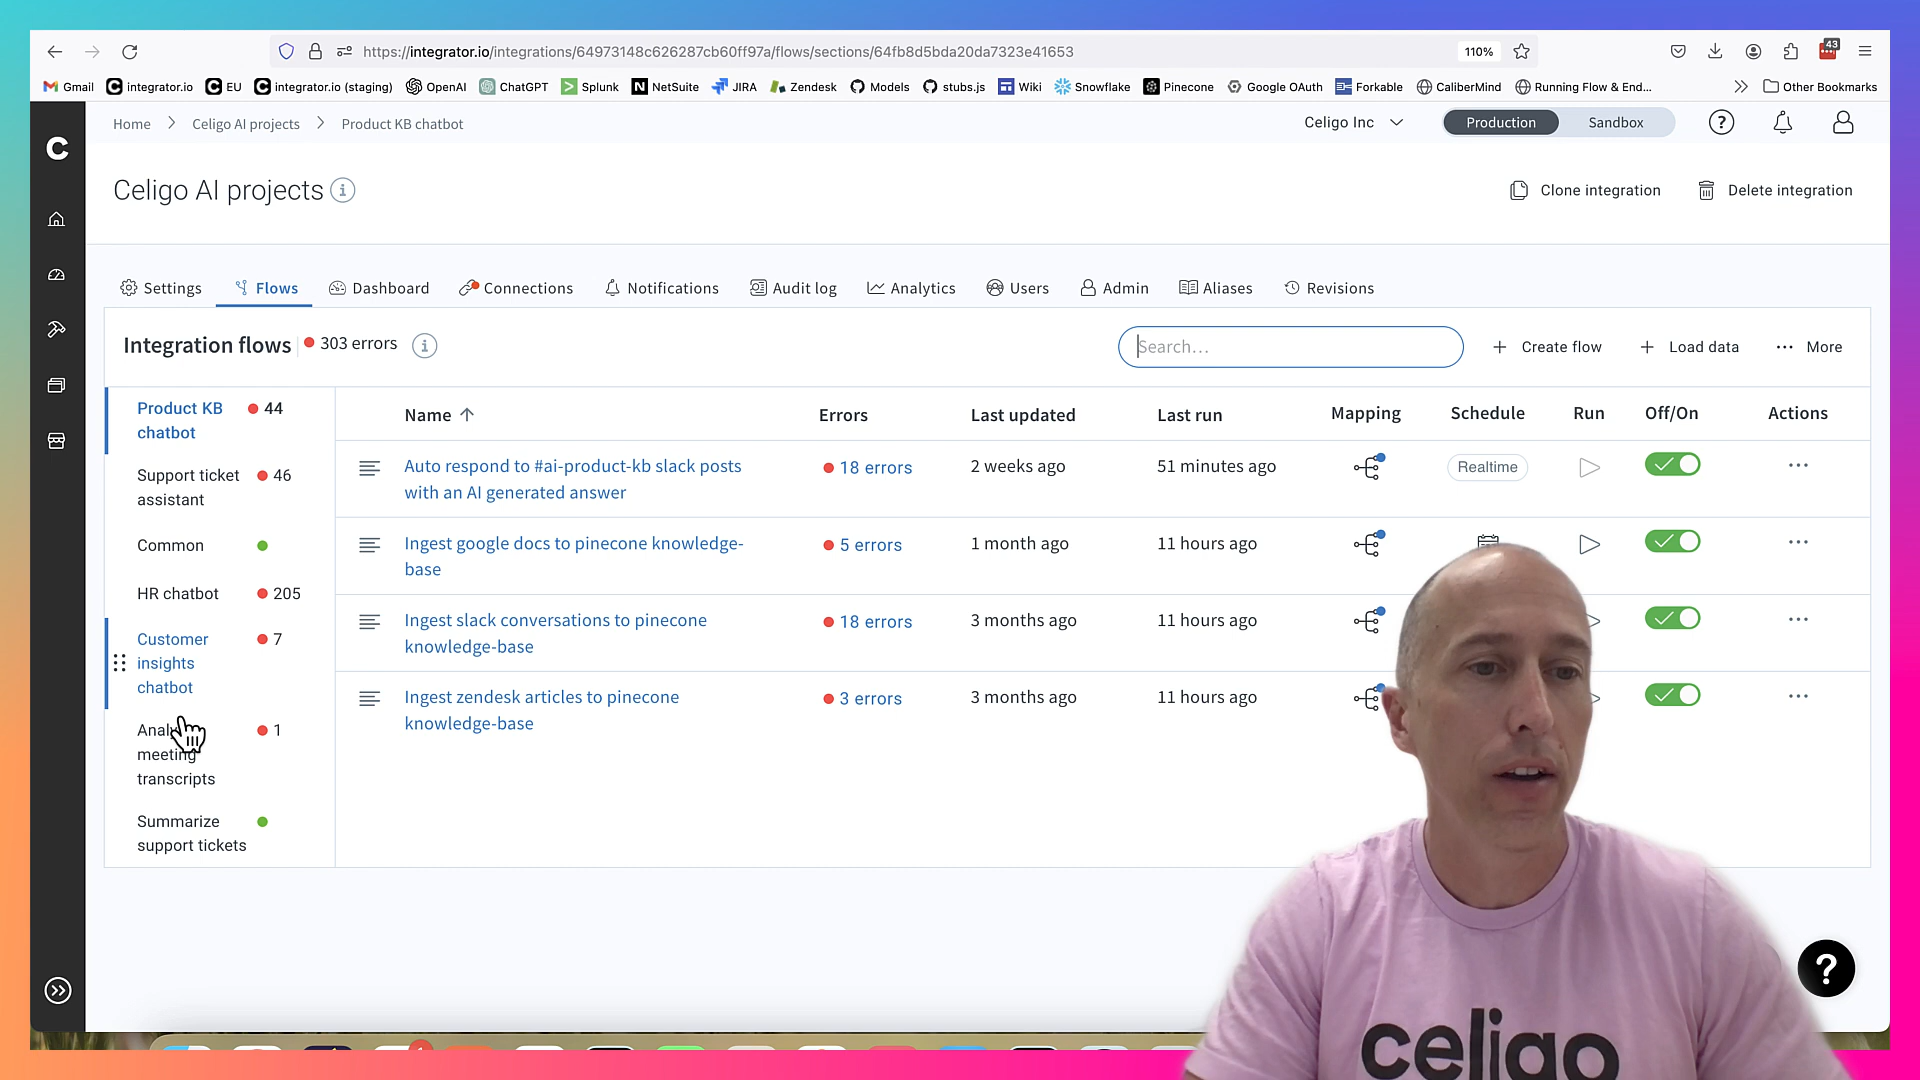 https://integrator.io/integrations/64973148c626287cb60ff97a/flows/sections/64fb8d5bda20da7323e41653
110%
43
Gmail
integrator.io
EU
integrator.io (staging)
OpenAI
ChatGPT
Splunk
NetSuite
JIRA
Zendesk
Models
stubs.js
Wiki
Snowflake
Pinecone
Google OAuth
Forkable
CaliberMind
Running Flow & End...
Other Bookmarks
Home
Celigo AI projects
Product KB chatbot
Celigo Inc
Production
Sandbox
Celigo AI projects
Clone integration
Delete integration
Settings
Flows
Dashboard
Connections
Notifications
Audit log
Analytics
Users
Admin
Aliases
Revisions
Integration flows
303 errors
Search...
Create flow
Load data
More
Product KB
chatbot
44
Support ticket
assistant
46
Common
HR chatbot
205
Customer
insights
chatbot
7
meeting
transcripts
1
Summarize
support tickets
Name
Errors
Last updated
Last run
Mapping
Schedule
Run
Off/On
Actions
Auto respond to #ai-product-kb slack posts
with an AI generated answer
18 errors
2 weeks ago
51 minutes ago
Realtime
Ingest google docs to pinecone knowledge-
base
5 errors
1 month ago
11 hours ago
Ingest slack conversations to pinecone
knowledge-base
18 errors
3 months ago
11 hours ago
Ingest zendesk articles to pinecone
knowledge-base
3 errors
3 months ago
11 hours ago
celigo